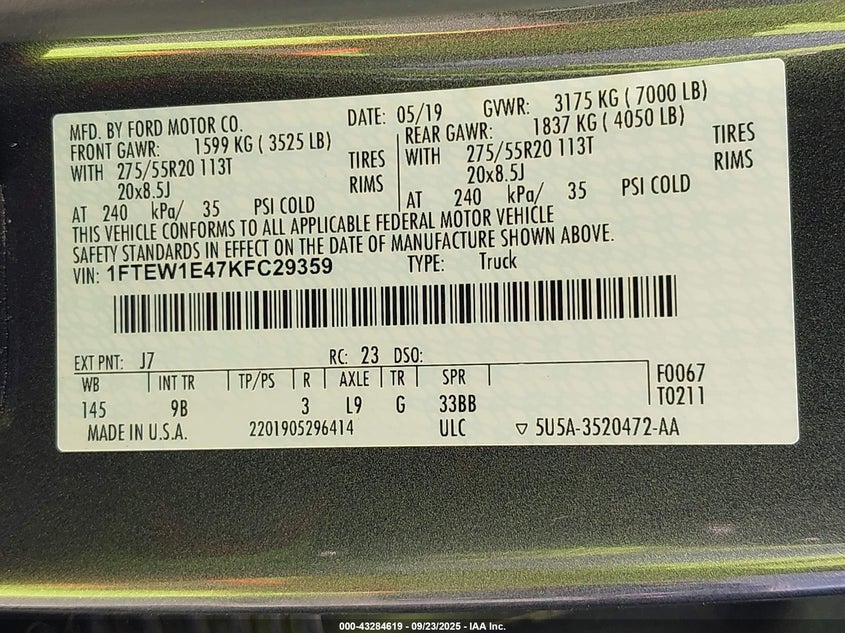 MFD. BY FORD MOTOR CO. DATE: 05/19 GVWR: 3175 KG ( 7000 LB)
FRONT GAWR: 1599 KG ( 3525 LB) REAR GAWR: 1837 KG ( 4050 LB)
WITH 275/55R20 113T TIRES WITH 275/55R20 113T TIRES
20x8.5J RIMS 20x8.5J RIMS
AT 240 kPa/ 35 PSI COLD AT 240 kPa/ 35 PSI COLD
THIS VEHICLE CONFORMS TO ALL APPLICABLE FEDERAL MOTOR VEHICLE
SAFETY STANDARDS IN EFFECT ON THE DATE OF MANUFACTURE SHOWN ABOVE.
VIN: 1FTEW1E47KFC29359 TYPE: Truck
EXT PNT: J7 RC: 23 DSO:
WB INT TR TP/PS R AXLE TR SPR F0067
145 9B 3 L9 G 33BB T0211
MADE IN U.S.A. 2201905296414 ULC ▽ 5U5A-3520472-AA
000-43284619 - 09/23/2025 - IAA Inc.